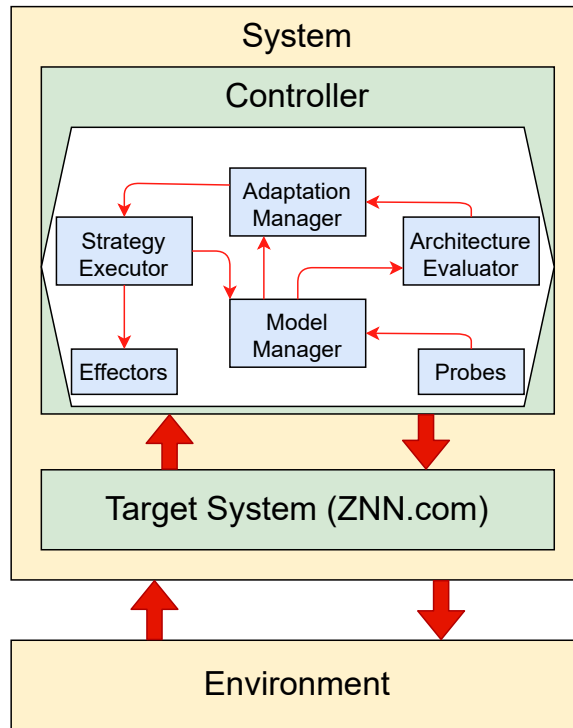 System
Controller
Adaptation
Manager
Strategy
Executor
Architecture
Evaluator
Model
Manager
Effectors
Probes
Target System (ZNN.com)
Environment